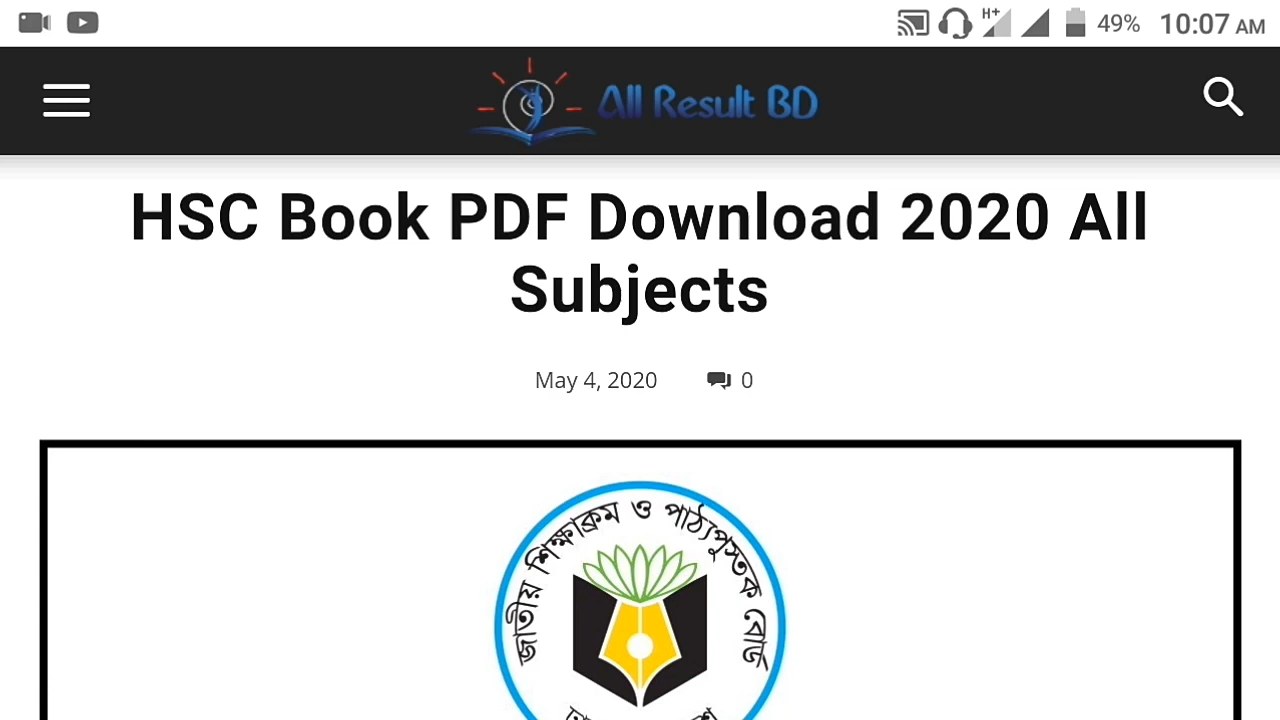 H+ 49% 10:07 AM
All Result BD
HSC Book PDF Download 2020 All
Subjects
May 4, 2020 0
জাতীয় শিক্ষাক্রম ও পাঠ্যপুস্তক বোর্ড